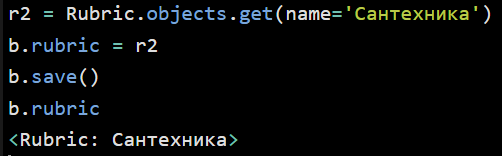 r2 = Rubric.objects.get(name='Сантехника')
b.rubric = r2
b.save()
b.rubric
<Rubric: Сантехника>